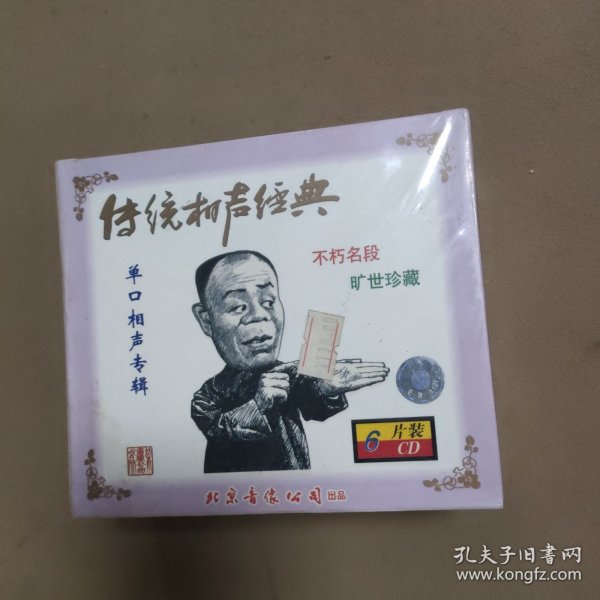 传统相声经典
不朽名段
旷世珍藏
单口相声专辑
6片装
CD
北京音像公司出品
孔夫子旧书网
www.kongfz.com